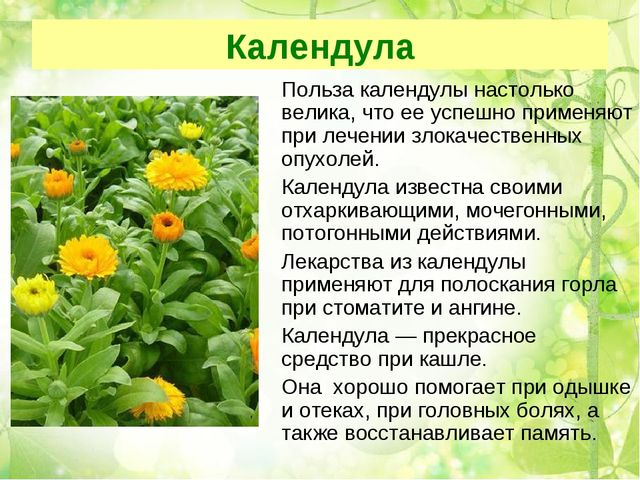 Календула
Польза календулы настолько
велика, что ее успешно применяют
при лечении злокачественных
опухолей.
Календула известна своими
отхаркивающими, мочегонными,
потогонными действиями.
Лекарства из календулы
применяют для полоскания горла
при стоматите и ангине.
Календула — прекрасное
средство при кашле.
Она хорошо помогает при одышке
и отеках, при головных болях, а
также восстанавливает память.